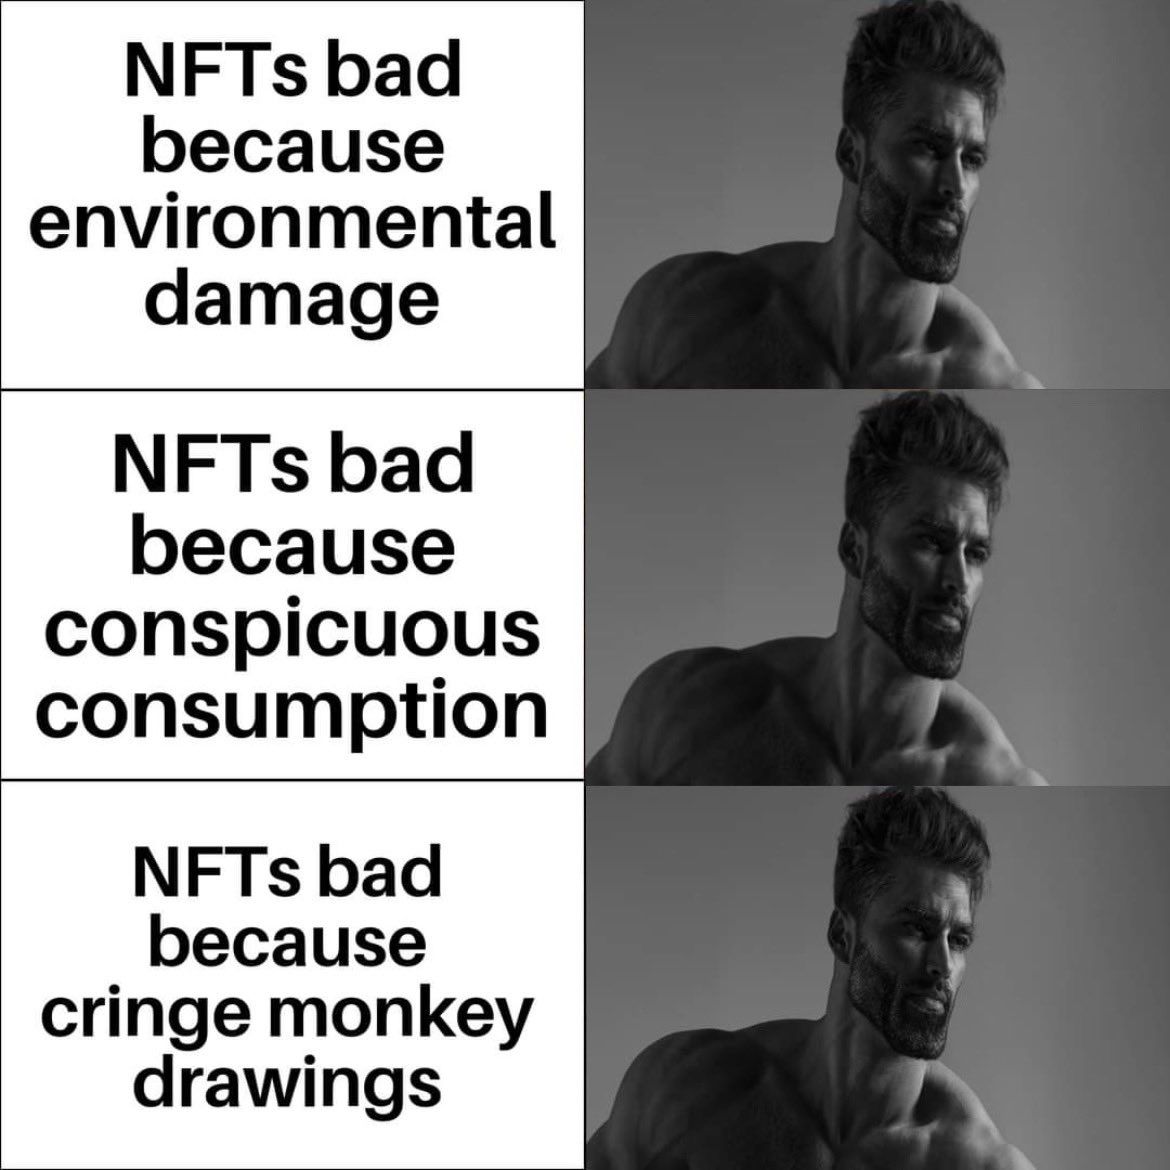 NFTs bad
because
environmental
damage
NFTs bad
because
conspicuous
consumption
NFTs bad
because
cringe monkey
drawings